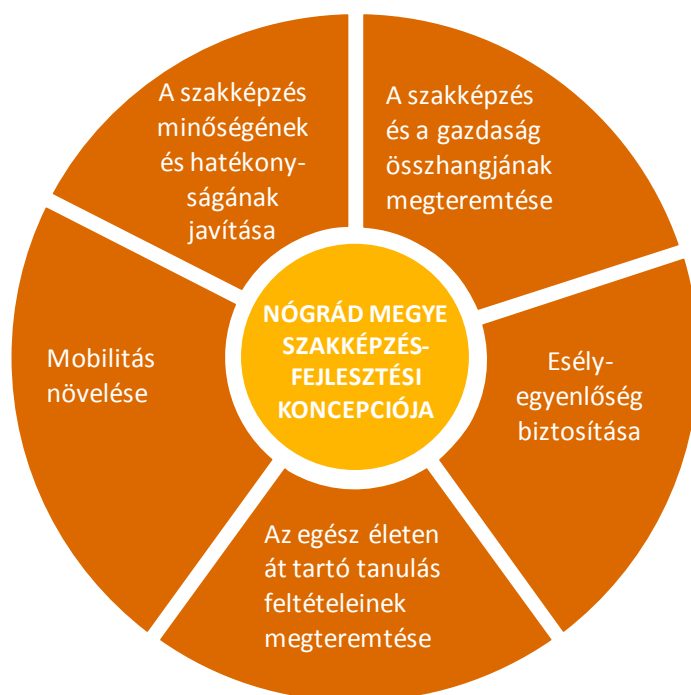 A szakképzés
minőségének
és hatékony-
ságának
javítása
A szakképzés
és a gazdaság
összhangjának
megteremtése
NÓGRÁD MEGYE
SZAKKÉPZÉS-
FEJLESZTÉSI
KONCEPCIÓJA
Mobilitás
növelése
Esély-
egyenlőség
biztosítása
Az egész életen
át tartó tanulás
feltételeinek
megteremtése